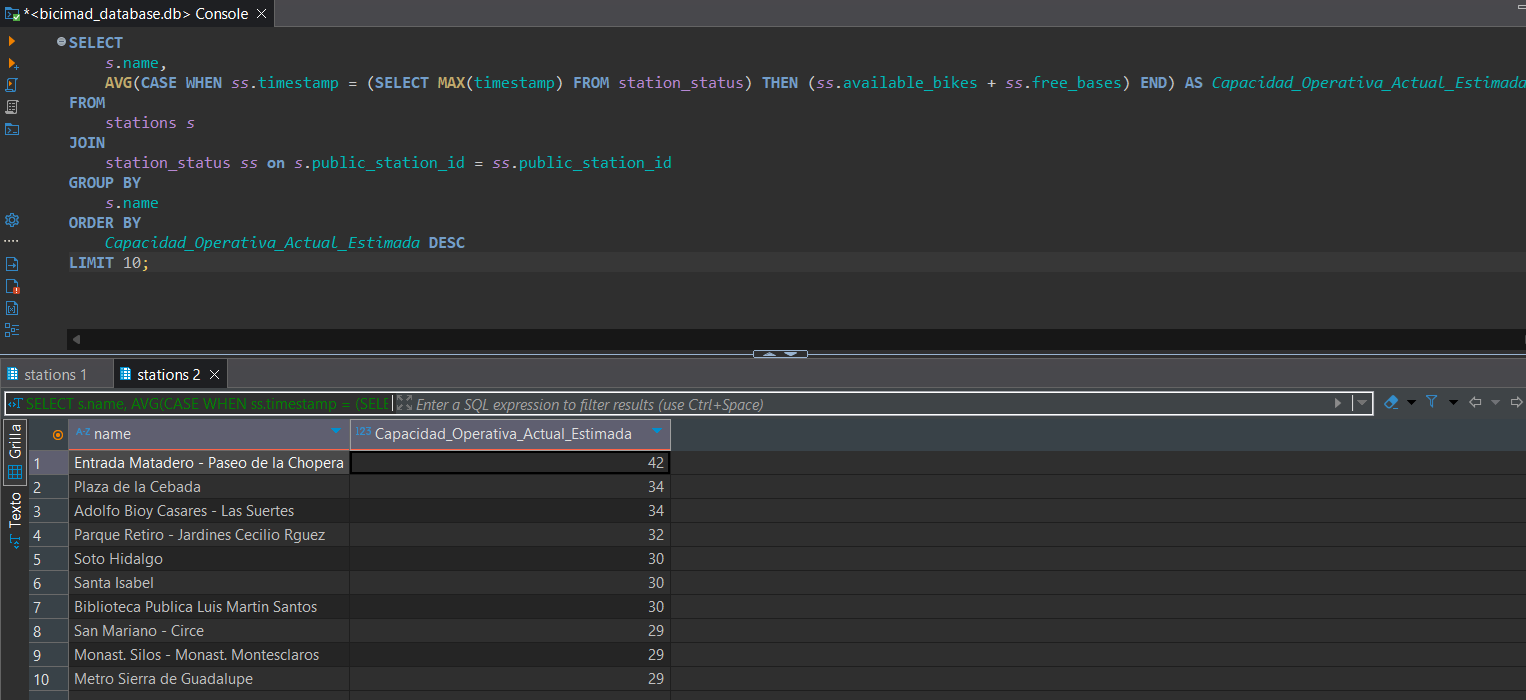 *<bicimad_database.db> Console
SELECT
s.name,
AVG(CASE WHEN ss.timestamp = (SELECT MAX(timestamp) FROM station_status) THEN (ss.available_bikes + ss.free_bases) END) AS Capacidad_Operativa_Actual_Estimada
FROM
stations s
JOIN
station_status ss on s.public_station_id = ss.public_station_id
GROUP BY
s.name
ORDER BY
Capacidad_Operativa_Actual_Estimada DESC
LIMIT 10;
stations 1 stations 2
SELECT s.name, AVG(CASE WHEN ss.timestamp = (SELE Enter a SQL expression to filter results (use Ctrl+Space)
Grilla
Texto
A-Z name 123 Capacidad_Operativa_Actual_Estimada
1 Entrada Matadero - Paseo de la Chopera 42
2 Plaza de la Cebada 34
3 Adolfo Bioy Casares - Las Suertes 34
4 Parque Retiro - Jardines Cecilio Rguez 32
5 Soto Hidalgo 30
6 Santa Isabel 30
7 Biblioteca Publica Luis Martin Santos 30
8 San Mariano - Circe 29
9 Monast. Silos - Monast. Montesclaros 29
10 Metro Sierra de Guadalupe 29